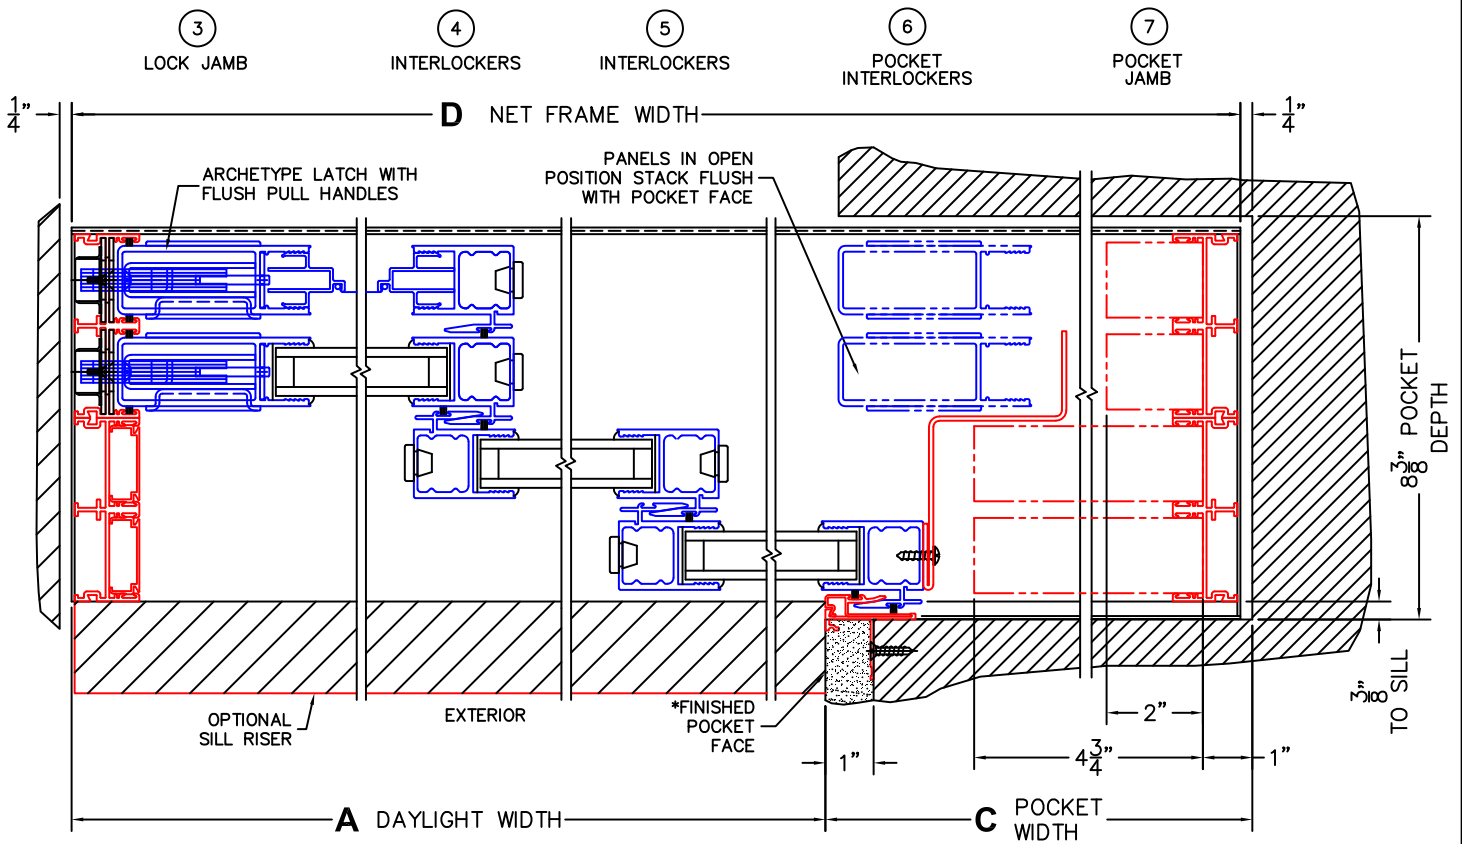 3
LOCK JAMB
4
INTERLOCKERS
5
INTERLOCKERS
6
POCKET
INTERLOCKERS
7
POCKET
JAMB
1/4"
D NET FRAME WIDTH
1/4"
ARCHETYPE LATCH WITH
FLUSH PULL HANDLES
PANELS IN OPEN
POSITION STACK FLUSH
WITH POCKET FACE
8 3/8" POCKET
DEPTH
3/8"
TO SILL
OPTIONAL
SILL RISER
EXTERIOR
*FINISHED
POCKET
FACE
2"
1"
4 3/4"
1"
A DAYLIGHT WIDTH
C POCKET
WIDTH